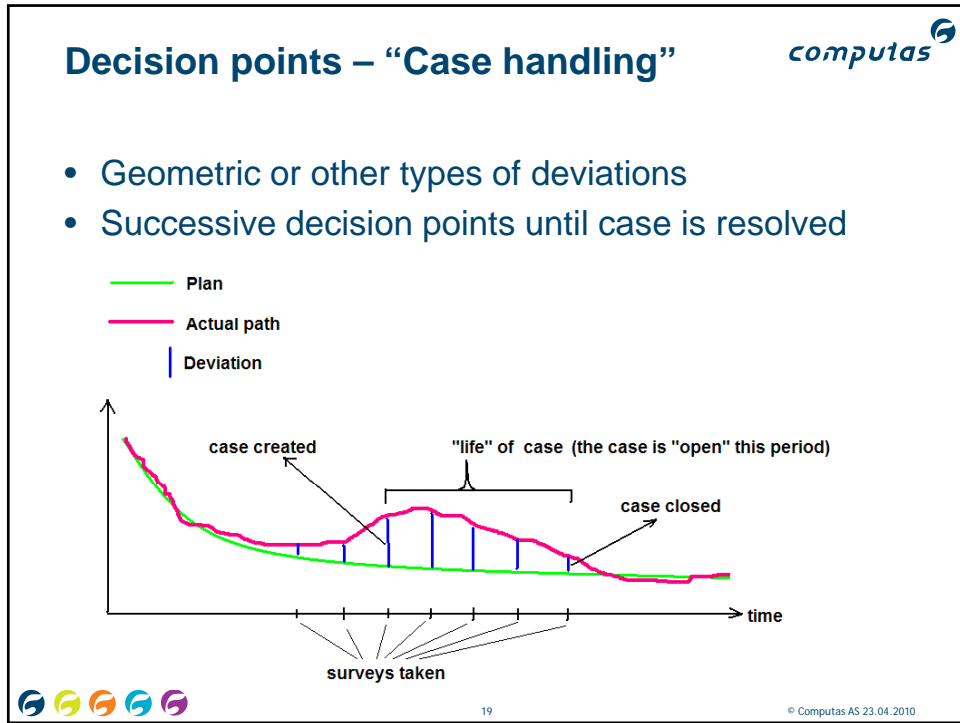 Decision points – “Case handling”
computas
• Geometric or other types of deviations
• Successive decision points until case is resolved
Plan
Actual path
Deviation
case created
"life" of case (the case is "open" this period)
case closed
time
surveys taken
19
© Computas AS 23.04.2010